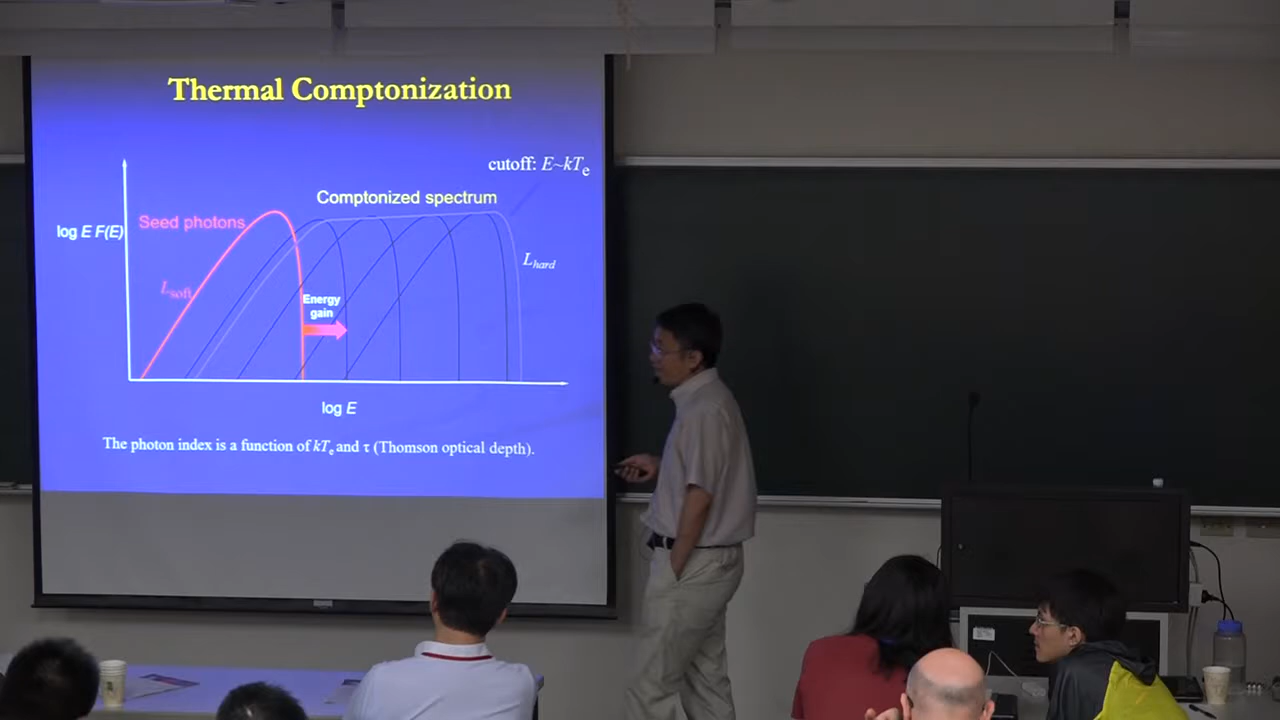 Thermal Comptonization
cutoff: E~kTe
Comptonized spectrum
Seed photons
log E F(E)
Lsoft
Lhard
Energy
gain
log E
The photon index is a function of kTe and τ (Thomson optical depth).